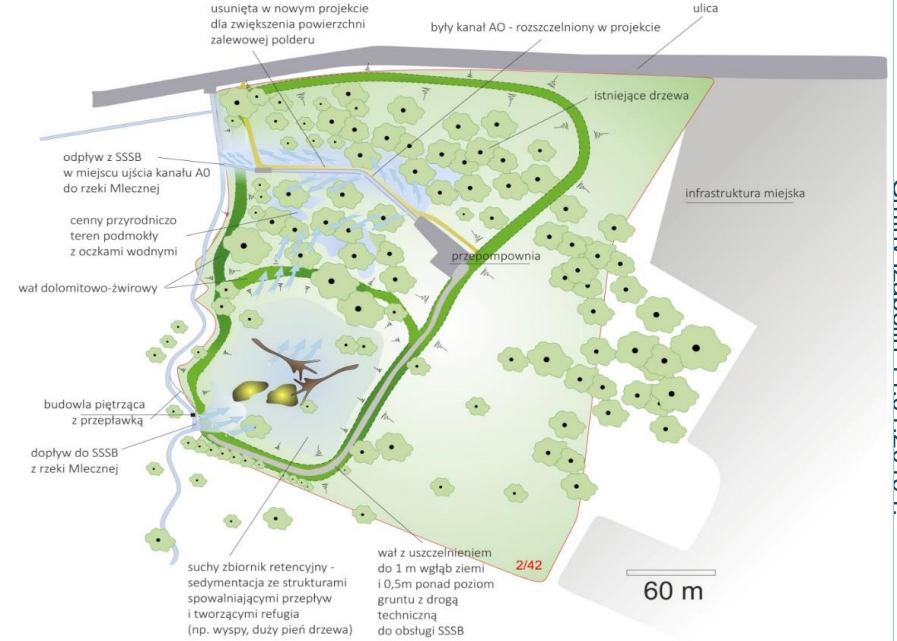 usunięta w nowym projekcie
dla zwiększenia powierzchni
zalewowej polderu
były kanał AO - rozszczelniony w projekcie
ulica
istniejące drzewa
odpływ z SSSB
w miejscu ujścia kanału A0
do rzeki Mlecznej
infrastruktura miejska
cenny przyrodniczo
teren podmokły
z oczkami wodnymi
przepompownia
wał dolomitowo-żwirowy
budowla piętrząca
z przepławką
dopływ do SSSB
z rzeki Mlecznej
suchy zbiornik retencyjny -
sedymentacja ze strukturami
spowalniającymi przepływ
i tworzącymi refugia
(np. wyspy, duży pień drzewa)
wał z uszczelnieniem
do 1 m wgłąb ziemi
i 0,5m ponad poziom
gruntu z drogą
techniczną
do obsługi SSSB
2/42
60 m